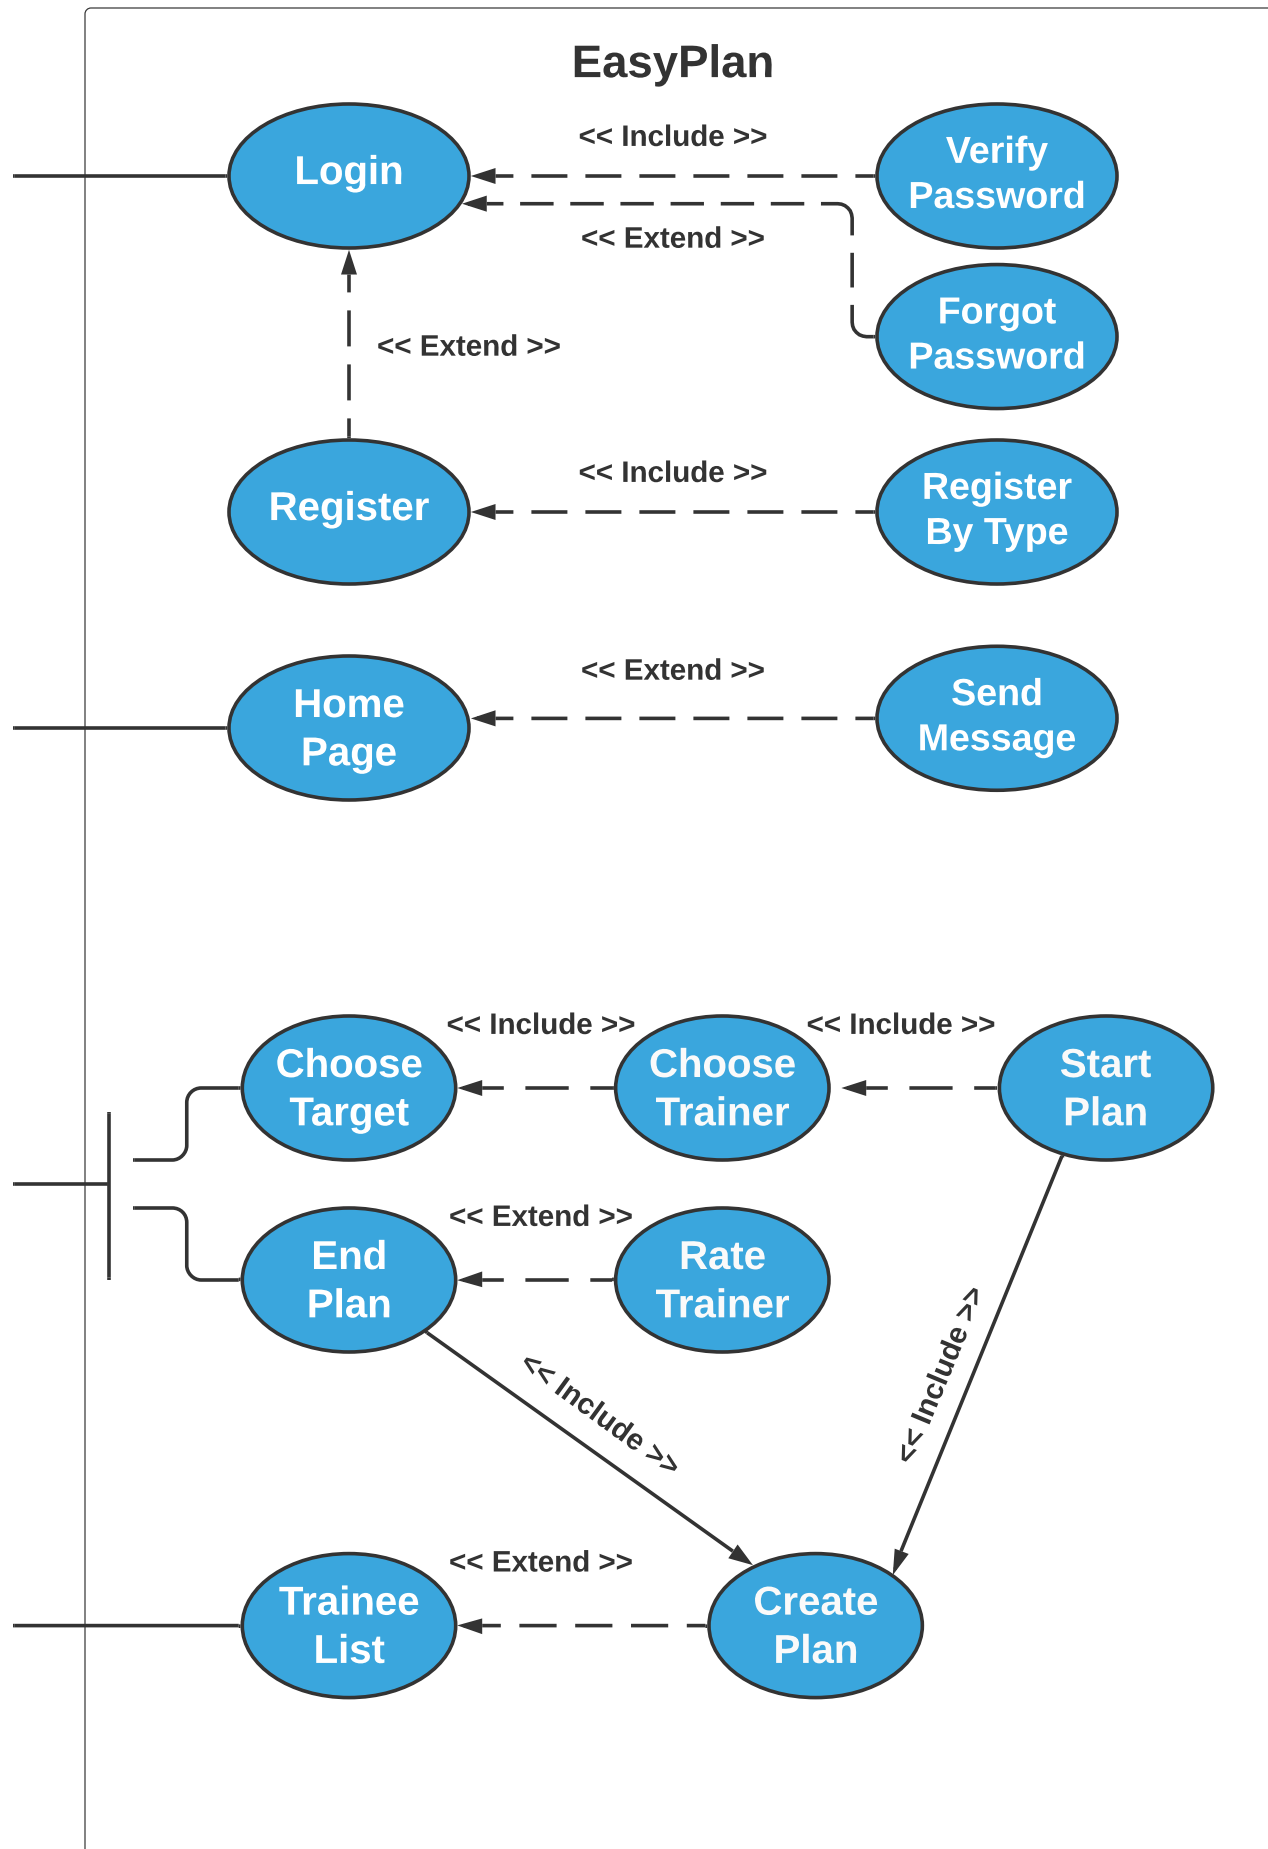 EasyPlan
Login
<< Include >>
Verify
Password
<< Extend >>
Forgot
Password
<< Extend >>
Register
<< Include >>
Register
By Type
Home
Page
<< Extend >>
Send
Message
Choose
Target
<< Include >>
Choose
Trainer
<< Include >>
Start
Plan
End
Plan
<< Extend >>
Rate
Trainer
<< Include >>
<< Include >>
Trainee
List
<< Extend >>
Create
Plan